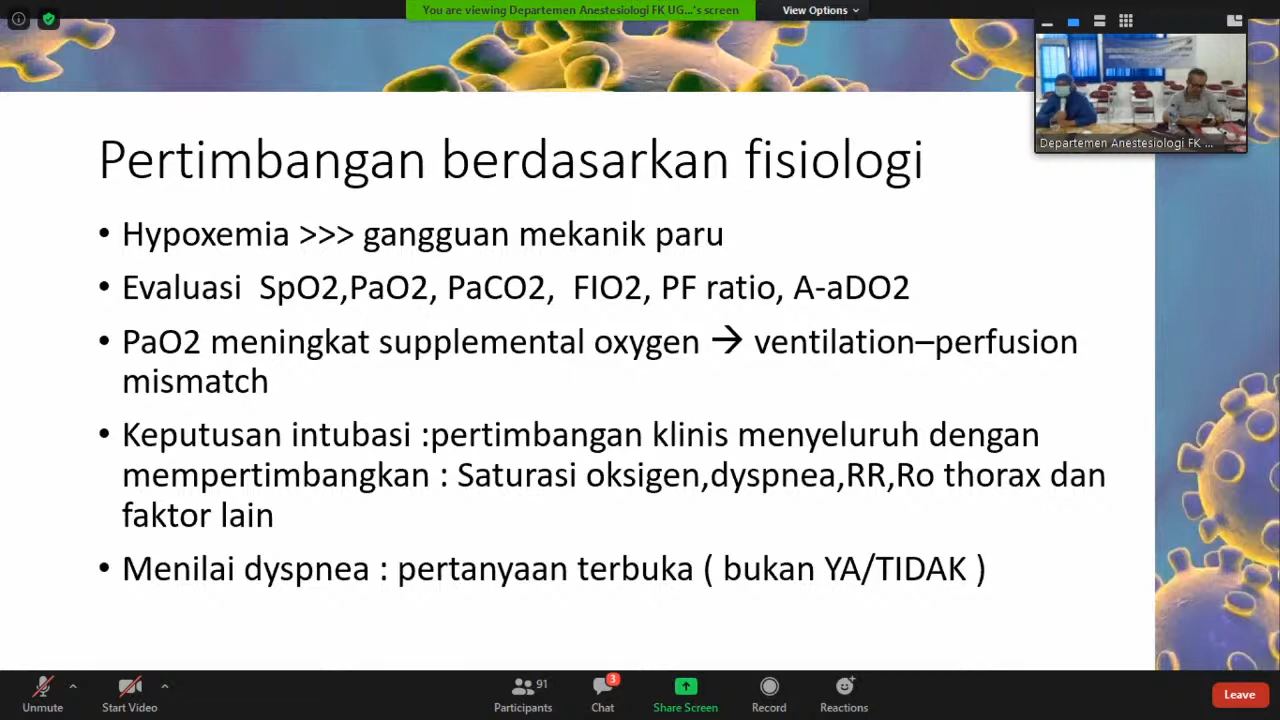 You are viewing Departemen Anestesiologi FK UG...'s screen
View Options
Departemen Anestesiologi FK ...
Pertimbangan berdasarkan fisiologi
• Hypoxemia >>> gangguan mekanik paru
• Evaluasi SpO2,PaO2, PaCO2, FIO2, PF ratio, A-aDO2
• PaO2 meningkat supplemental oxygen → ventilation–perfusion
mismatch
• Keputusan intubasi :pertimbangan klinis menyeluruh dengan
mempertimbangkan : Saturasi oksigen,dyspnea,RR,Ro thorax dan
faktor lain
• Menilai dyspnea : pertanyaan terbuka ( bukan YA/TIDAK )
Unmute
Start Video
91
Participants
3
Chat
Share Screen
Record
Reactions
Leave